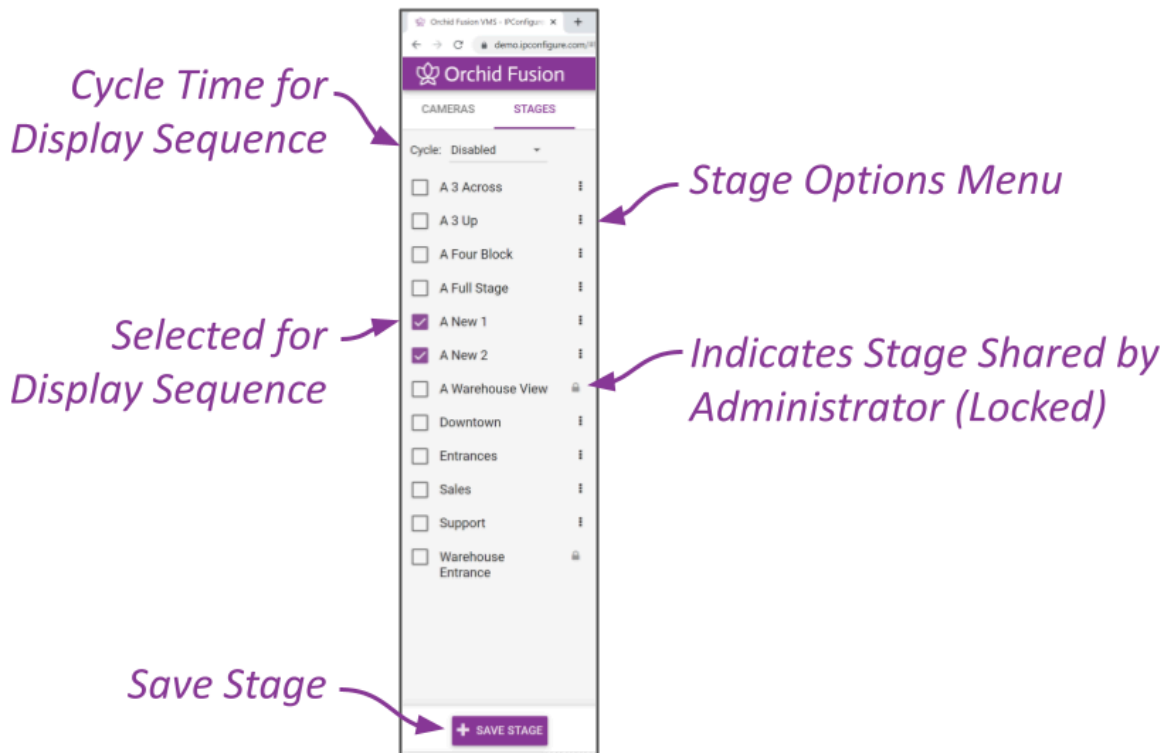 Orchid Fusion VMS - IPConfigure
demo.ipconfigure.com/
Orchid Fusion
CAMERAS STAGES
Cycle: Disabled
A 3 Across
A 3 Up
A Four Block
A Full Stage
A New 1
A New 2
A Warehouse View
Downtown
Entrances
Sales
Support
Warehouse
Entrance
+ SAVE STAGE
Cycle Time for
Display Sequence
Selected for
Display Sequence
Save Stage
Stage Options Menu
Indicates Stage Shared by
Administrator (Locked)